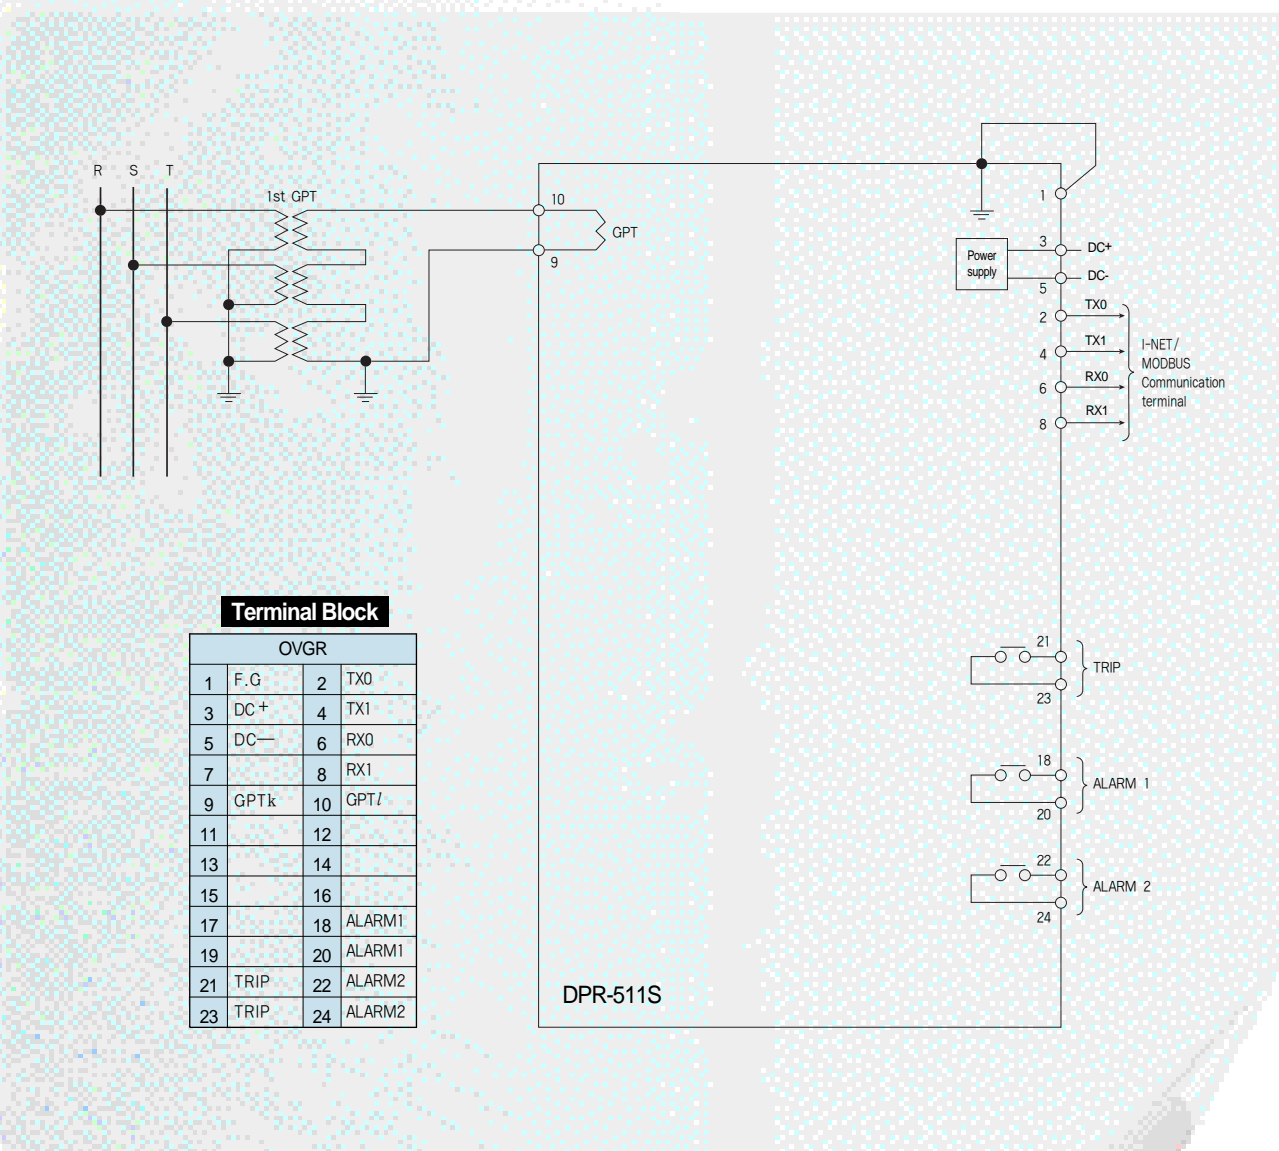 R S T
1st GPT
10
GPT
9
1
Power
supply
3 DC+
5 DC-
2 TX0
4 TX1
6 RX0
8 RX1
I-NET/
MODBUS
Communication
terminal
21
TRIP
23
18
ALARM 1
20
22
ALARM 2
24
DPR-511S
Terminal Block
OVGR
1 F.G 2 TX0
3 DC+ 4 TX1
5 DC— 6 RX0
7 8 RX1
9 GPTk 10 GPTl
11 12
13 14
15 16
17 18 ALARM1
19 20 ALARM1
21 TRIP 22 ALARM2
23 TRIP 24 ALARM2